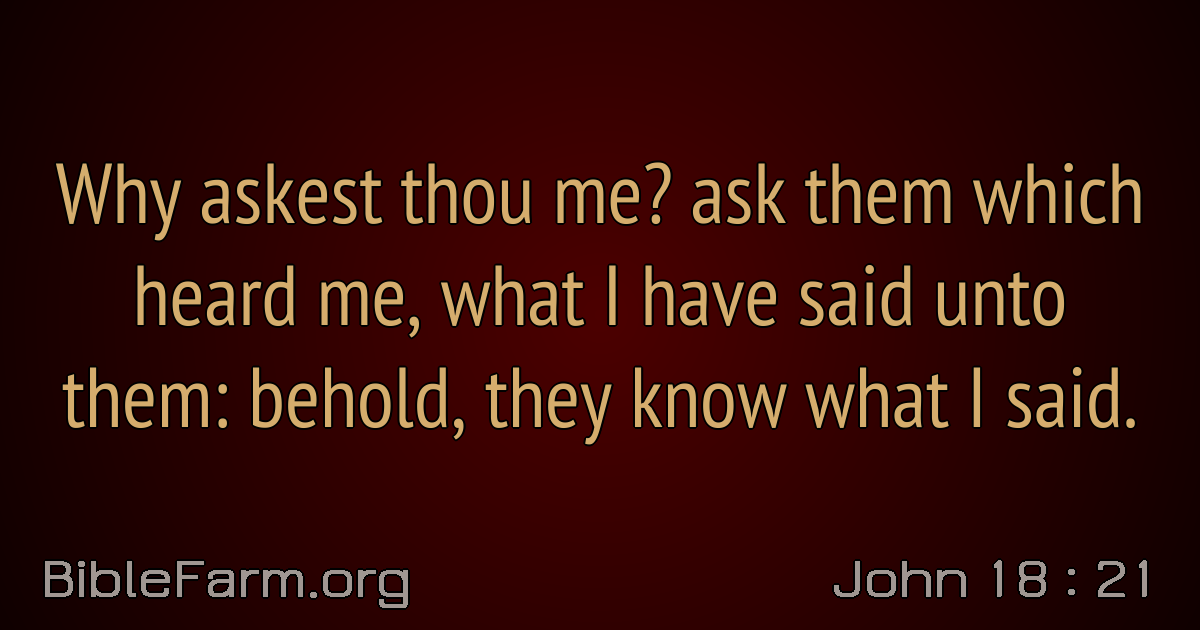 Why askest thou me? ask them which
heard me, what I have said unto
them: behold, they know what I said.
BibleFarm.org
John 18 : 21